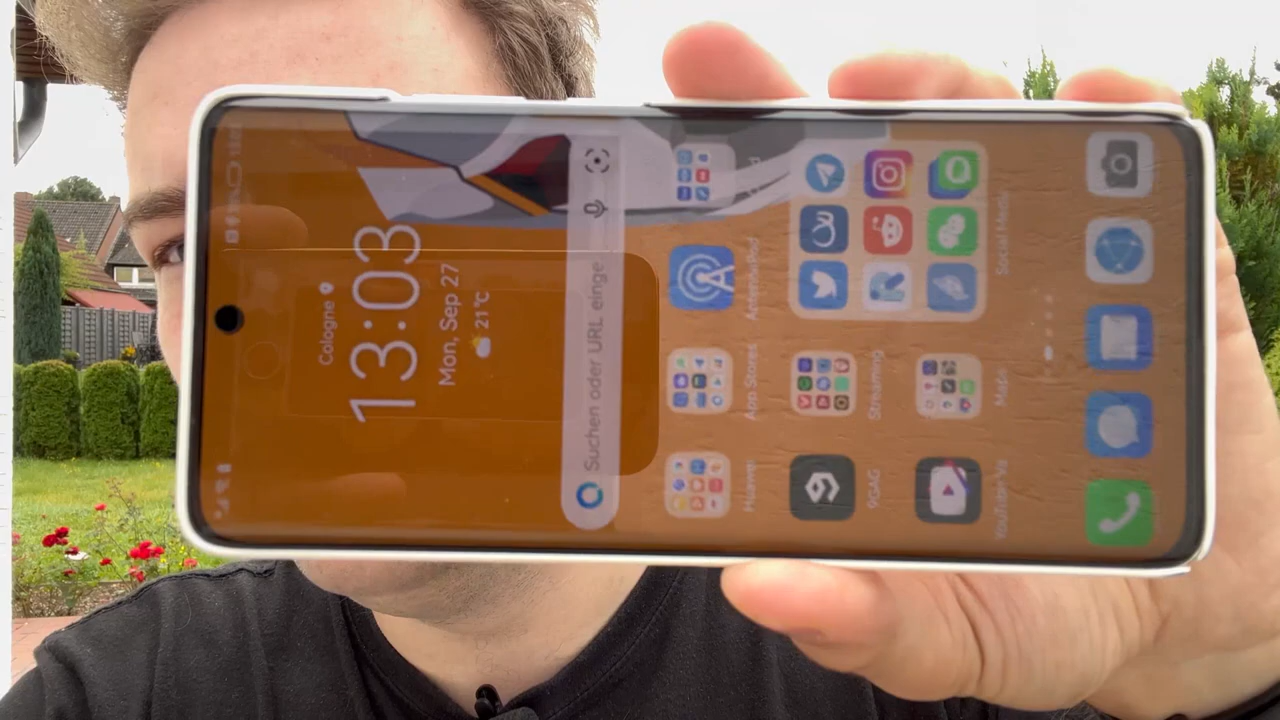 Cologne
13:03
Mon, Sep 27
21°C
Suchen oder URL einge
Huawei
App Stores
AntennaPod
9GAG
Streaming
Social Media
YouTube Va
Maps